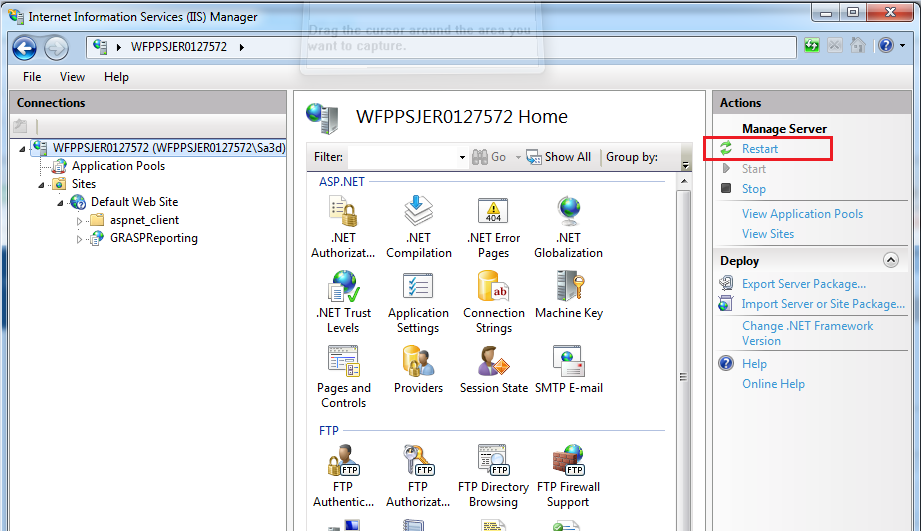 Internet Information Services (IIS) Manager
Drag the cursor around the area you
want to capture.
WFPPSJER0127572
File View Help
Connections
WFPPSJER0127572 (WFPPSJER0127572\Sa3d)
Application Pools
Sites
Default Web Site
aspnet_client
GRASPReporting
WFPPSJER0127572 Home
Filter: Go Show All Group by:
ASP.NET
.NET
Authorizat...
.NET
Compilation
.NET Error
Pages
.NET
Globalization
.NET Trust
Levels
Application
Settings
Connection
Strings
Machine Key
Pages and
Controls
Providers
Session State
SMTP E-mail
FTP
FTP
Authentic...
FTP
Authorizat...
FTP Directory
Browsing
FTP Firewall
Support
404
ab
FTP
FTP
FTP
FTP
Actions
Manage Server
Restart
Start
Stop
View Application Pools
View Sites
Deploy
Export Server Package...
Import Server or Site Package...
Change .NET Framework
Version
Help
Online Help